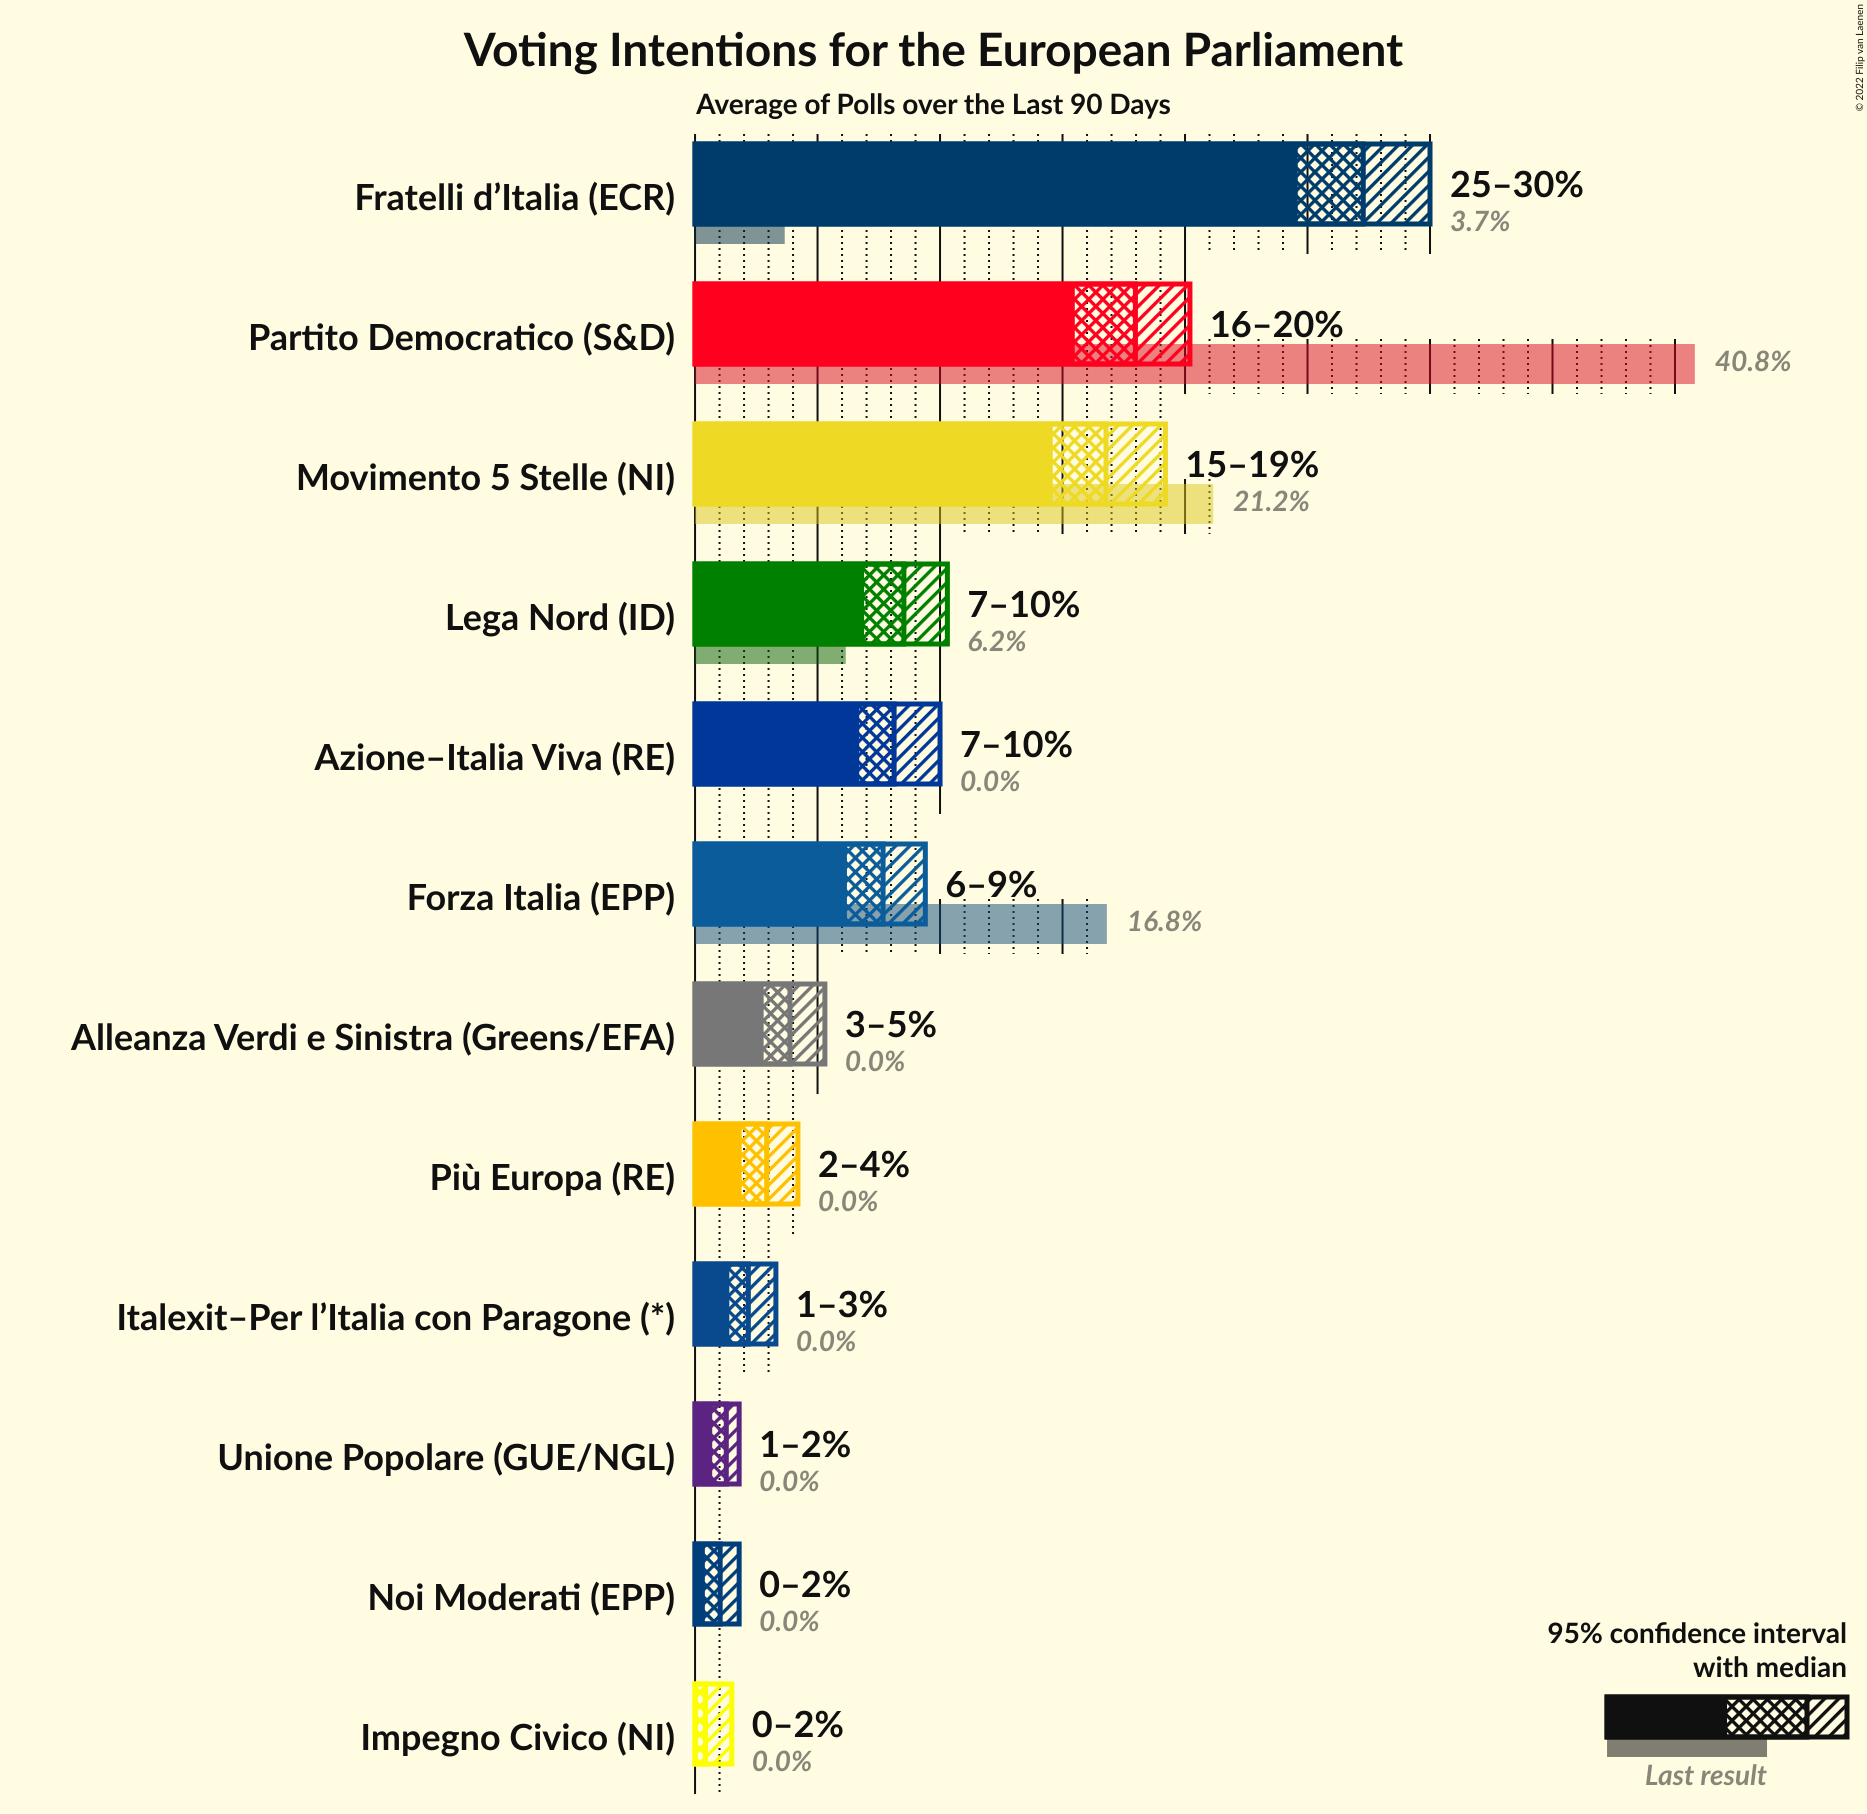 Voting Intentions for the European Parliament
Average of Polls over the Last 90 Days
© 2022 Filip van Laenen
Fratelli d’Italia (ECR)
25–30%
3.7%
Partito Democratico (S&D)
16–20%
40.8%
Movimento 5 Stelle (NI)
15–19%
21.2%
Lega Nord (ID)
7–10%
6.2%
Azione–Italia Viva (RE)
7–10%
0.0%
Forza Italia (EPP)
6–9%
16.8%
Alleanza Verdi e Sinistra (Greens/EFA)
3–5%
0.0%
Più Europa (RE)
2–4%
0.0%
Italexit–Per l’Italia con Paragone (*)
1–3%
0.0%
Unione Popolare (GUE/NGL)
1–2%
0.0%
Noi Moderati (EPP)
0–2%
0.0%
Impegno Civico (NI)
0–2%
0.0%
95% confidence interval
with median
Last result